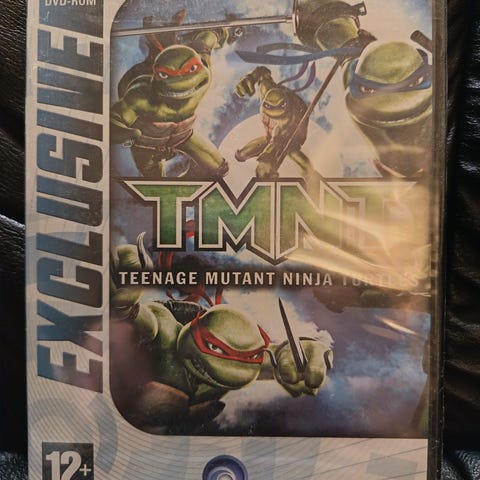 DVD-ROM
EXCLUSIVE
TMNT
TEENAGE MUTANT NINJA TURTLES
12+